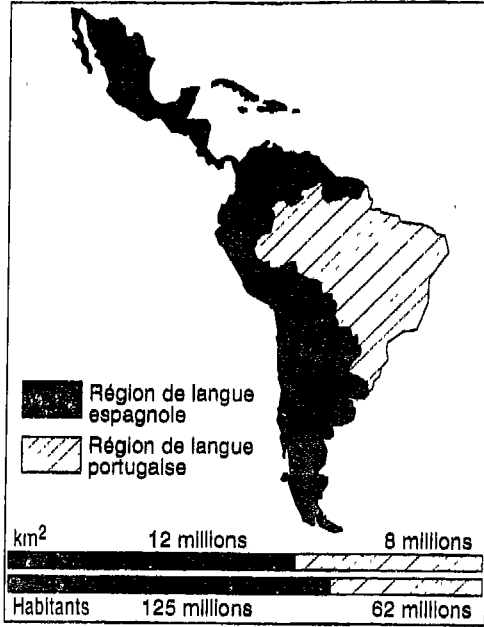 Région de langue
espagnole
Région de langue
portugaise
km² 12 millions 8 millions
Habitants 125 millions 62 millions